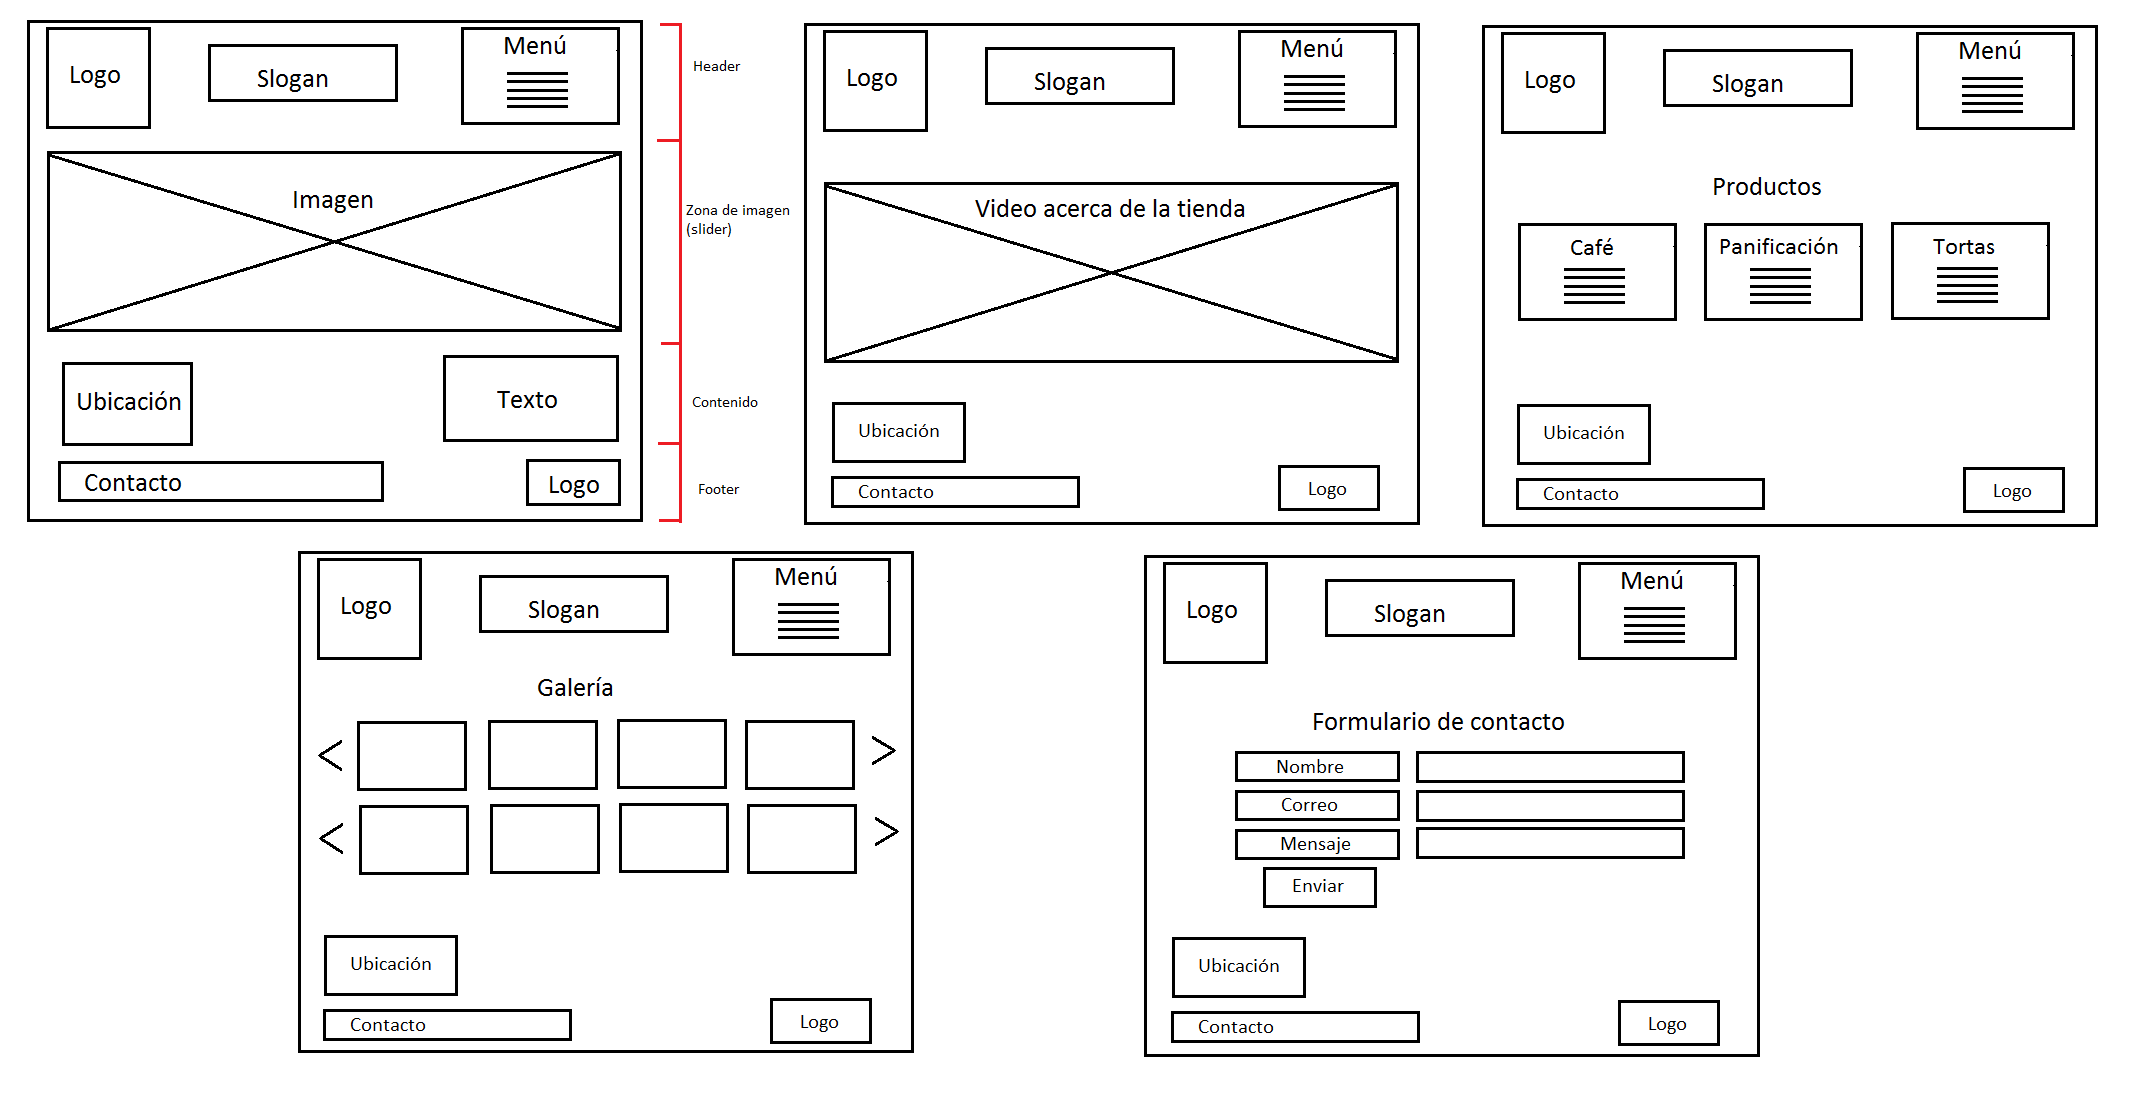 Logo
Slogan
Menú
Imagen
Ubicación
Texto
Contacto
Logo
Header
Zona de imagen
(slider)
Contenido
Footer
Logo
Slogan
Menú
Video acerca de la tienda
Ubicación
Contacto
Logo
Logo
Slogan
Menú
Productos
Café
Panificación
Tortas
Ubicación
Contacto
Logo
Logo
Slogan
Menú
Galería
<
>
<
>
Ubicación
Contacto
Logo
Logo
Slogan
Menú
Formulario de contacto
Nombre
Correo
Mensaje
Enviar
Ubicación
Contacto
Logo